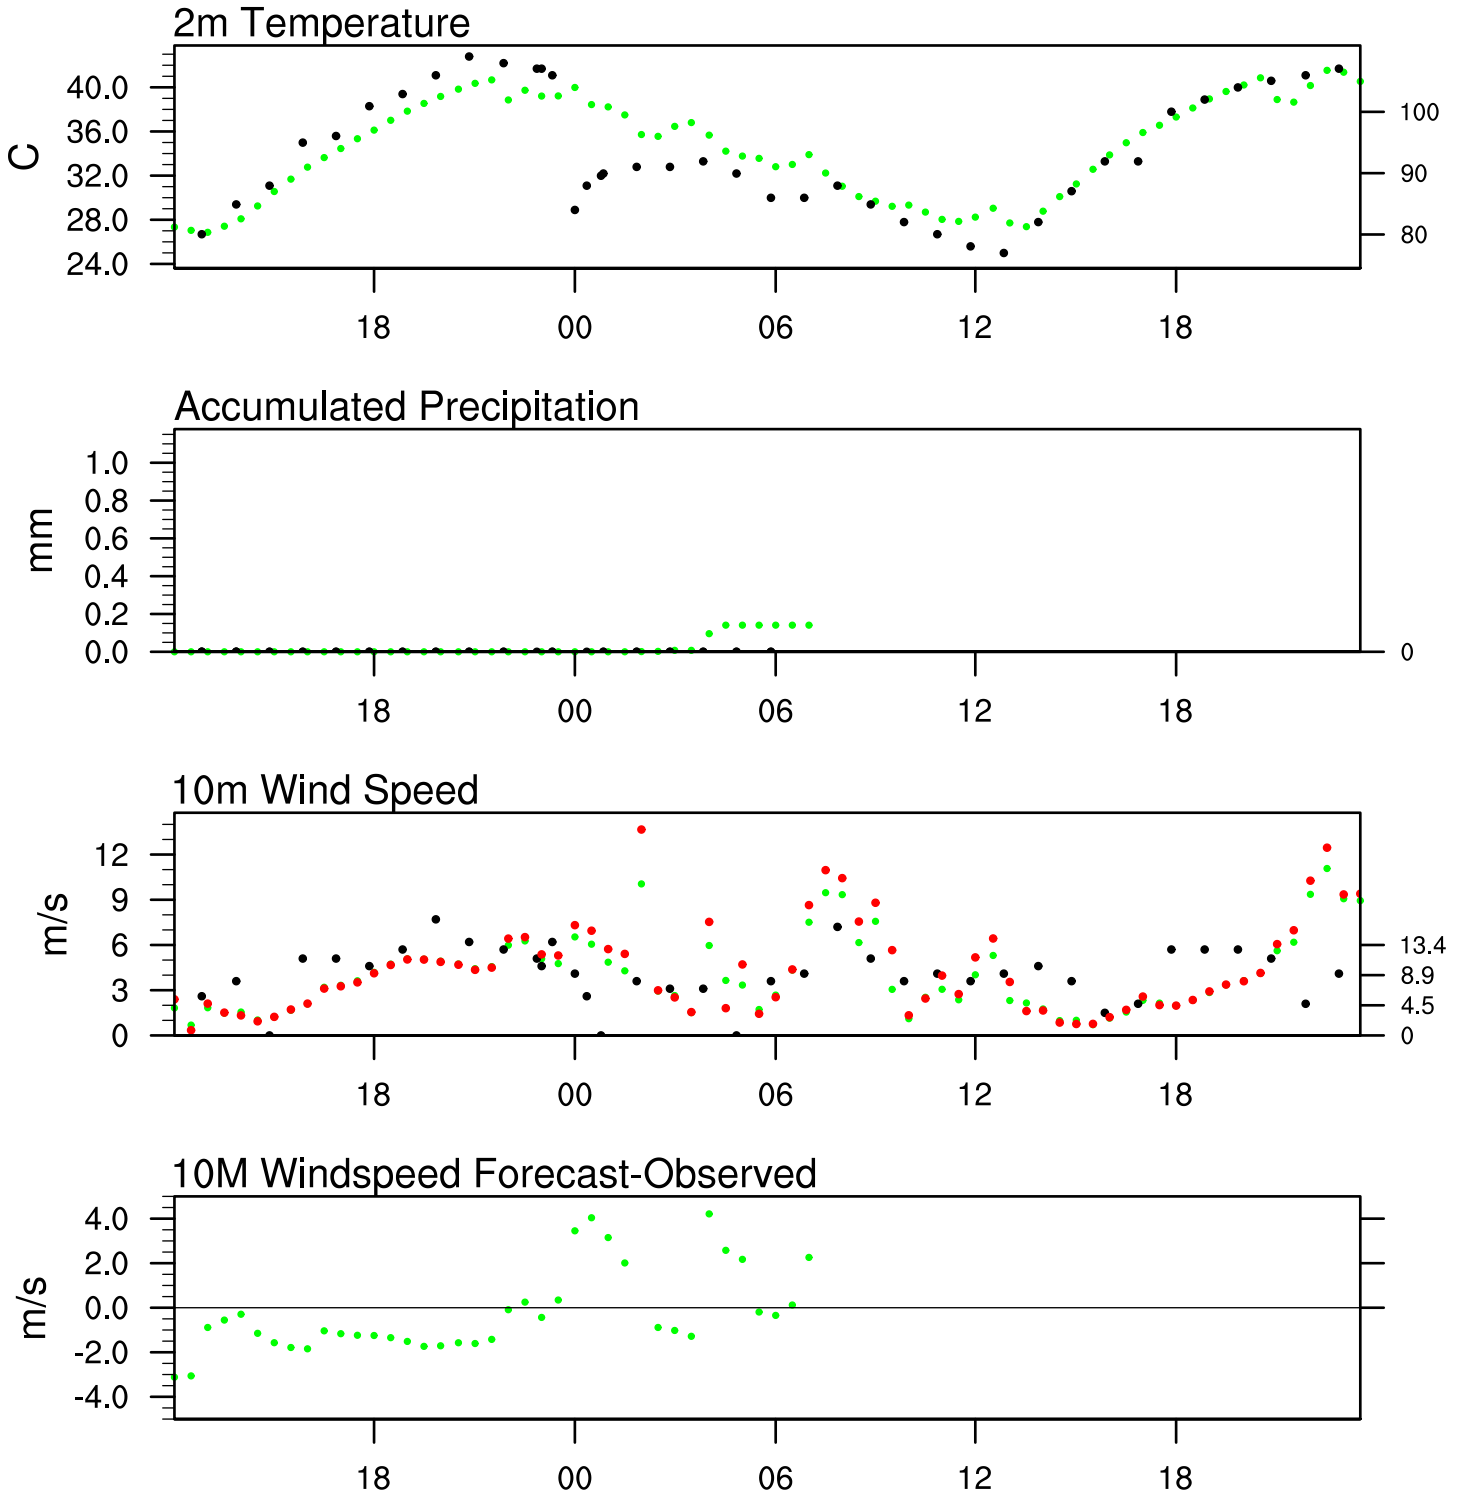 2m Temperature
40.0
36.0
32.0
28.0
24.0
C
100
90
80
18 00 06 12 18
Accumulated Precipitation
1.0
0.8
0.6
0.4
0.2
0.0
mm
0
18 00 06 12 18
10m Wind Speed
12
9
6
3
0
m/s
13.4
8.9
4.5
0
18 00 06 12 18
10M Windspeed Forecast-Observed
4.0
2.0
0.0
-2.0
-4.0
m/s
18 00 06 12 18